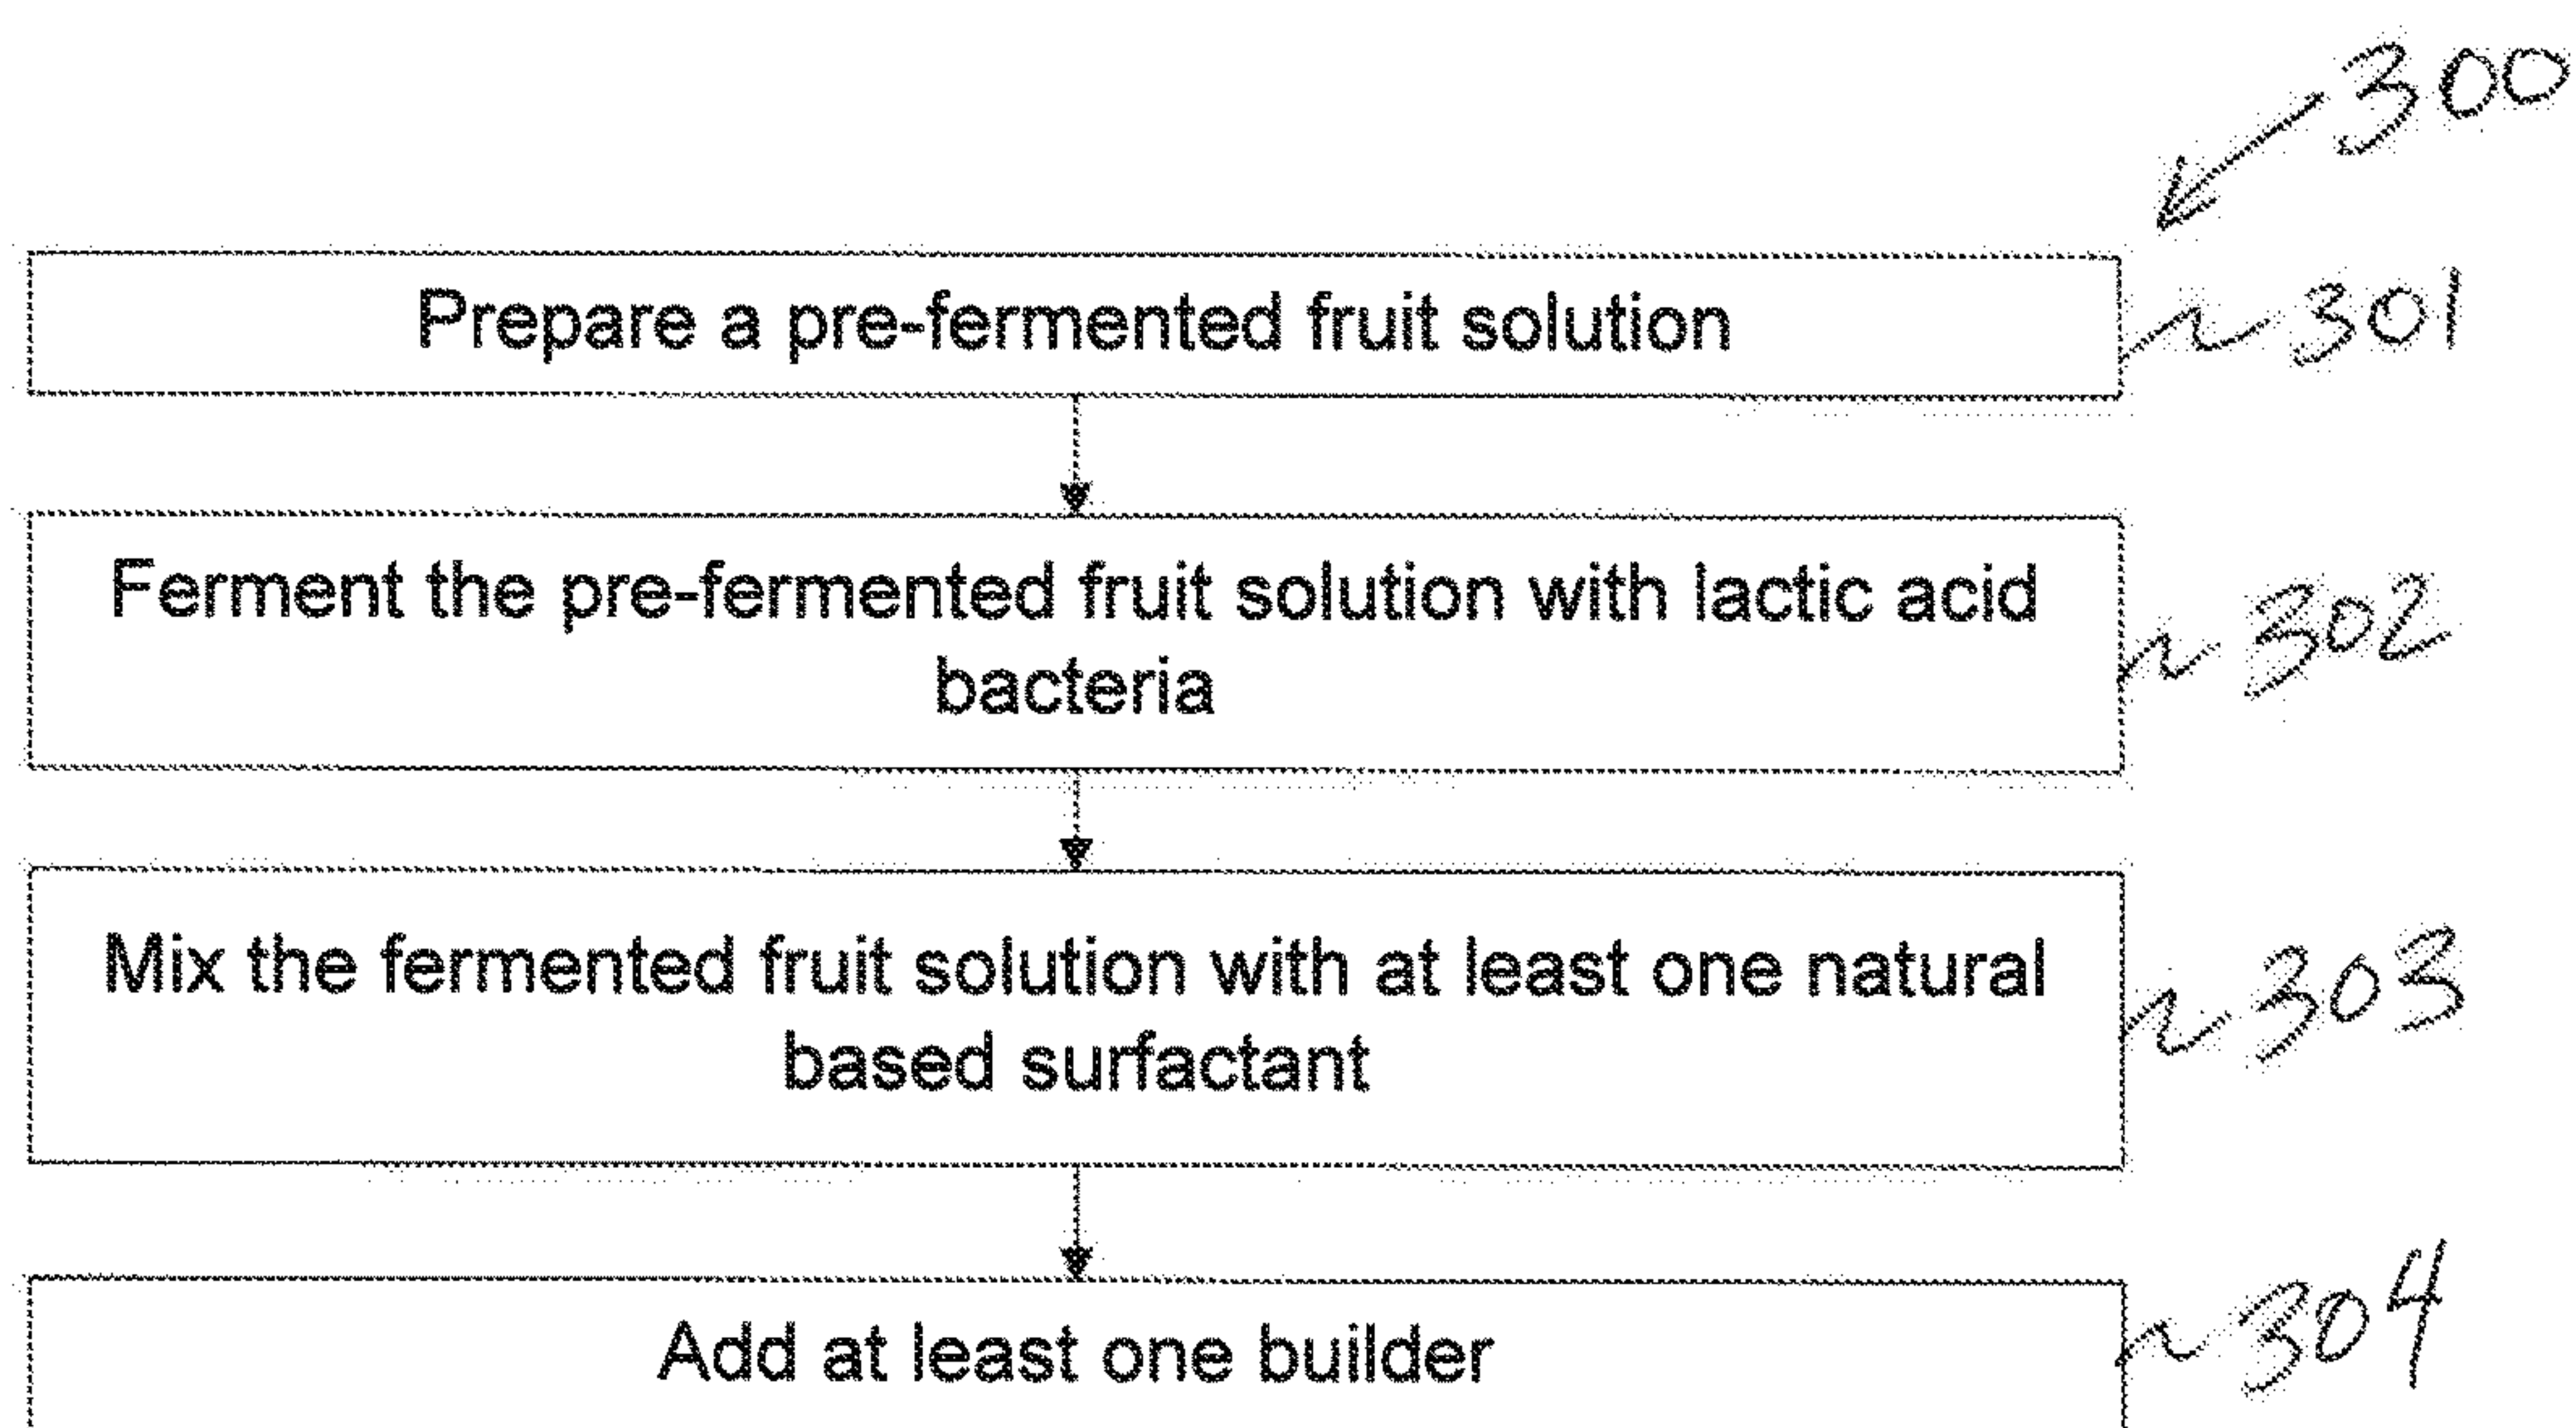 300
Prepare a pre-fermented fruit solution
301
Ferment the pre-fermented fruit solution with lactic acid
bacteria
302
Mix the fermented fruit solution with at least one natural
based surfactant
303
Add at least one builder
304